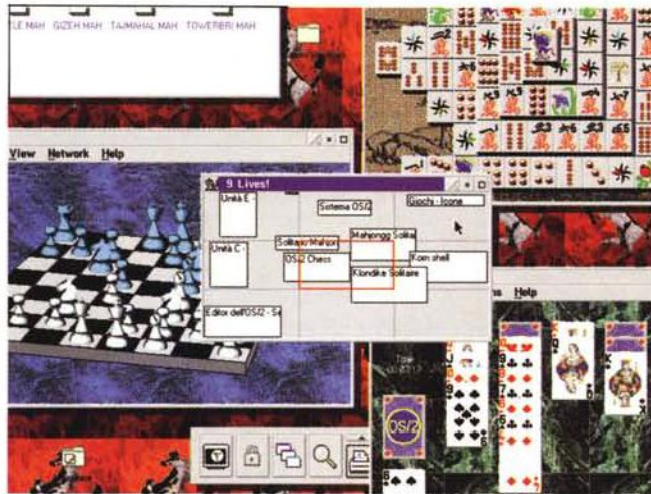 TLE MAH GIZEH MAH TAJMAHAL MAH TOWERBRI MAH
View Network Help
9 Lives!
Unità E -
Sistema OS/2
Giochi - Icone
Solitario Mahjon
Mahjongg Solitai
Unità C -
OS/2 Chess
Korn shell
Klondike Solitaire
Editor dell'OS/2 - Se
ns Help
OS/2